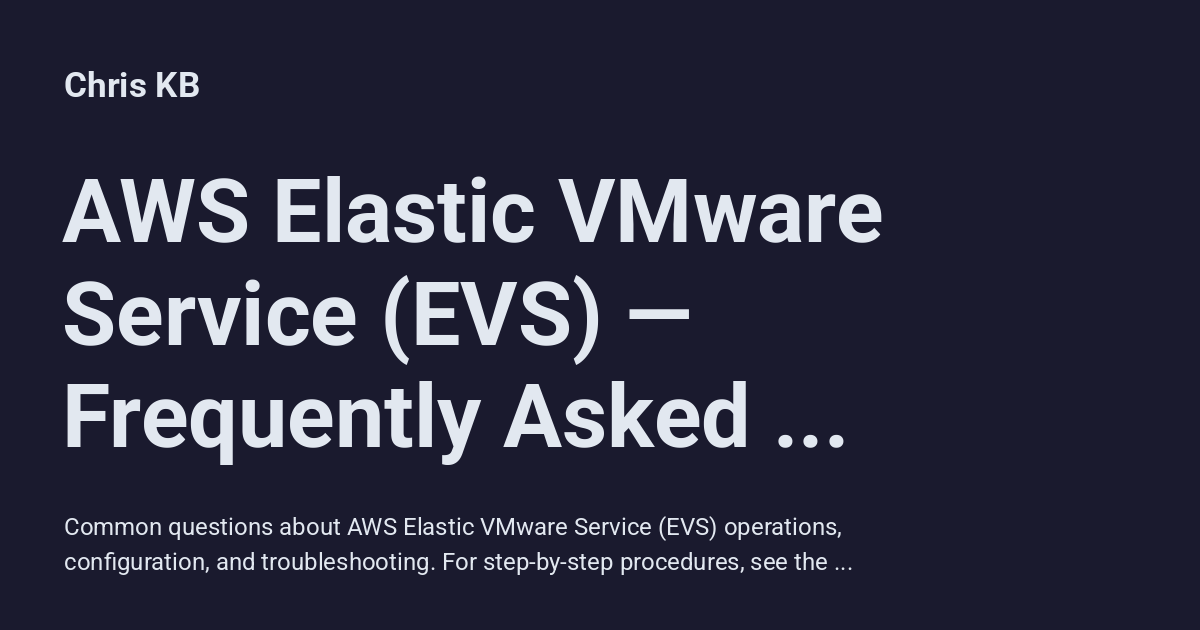 Chris KB
AWS Elastic VMware
Service (EVS) —
Frequently Asked ...
Common questions about AWS Elastic VMware Service (EVS) operations,
configuration, and troubleshooting. For step-by-step procedures, see the ...